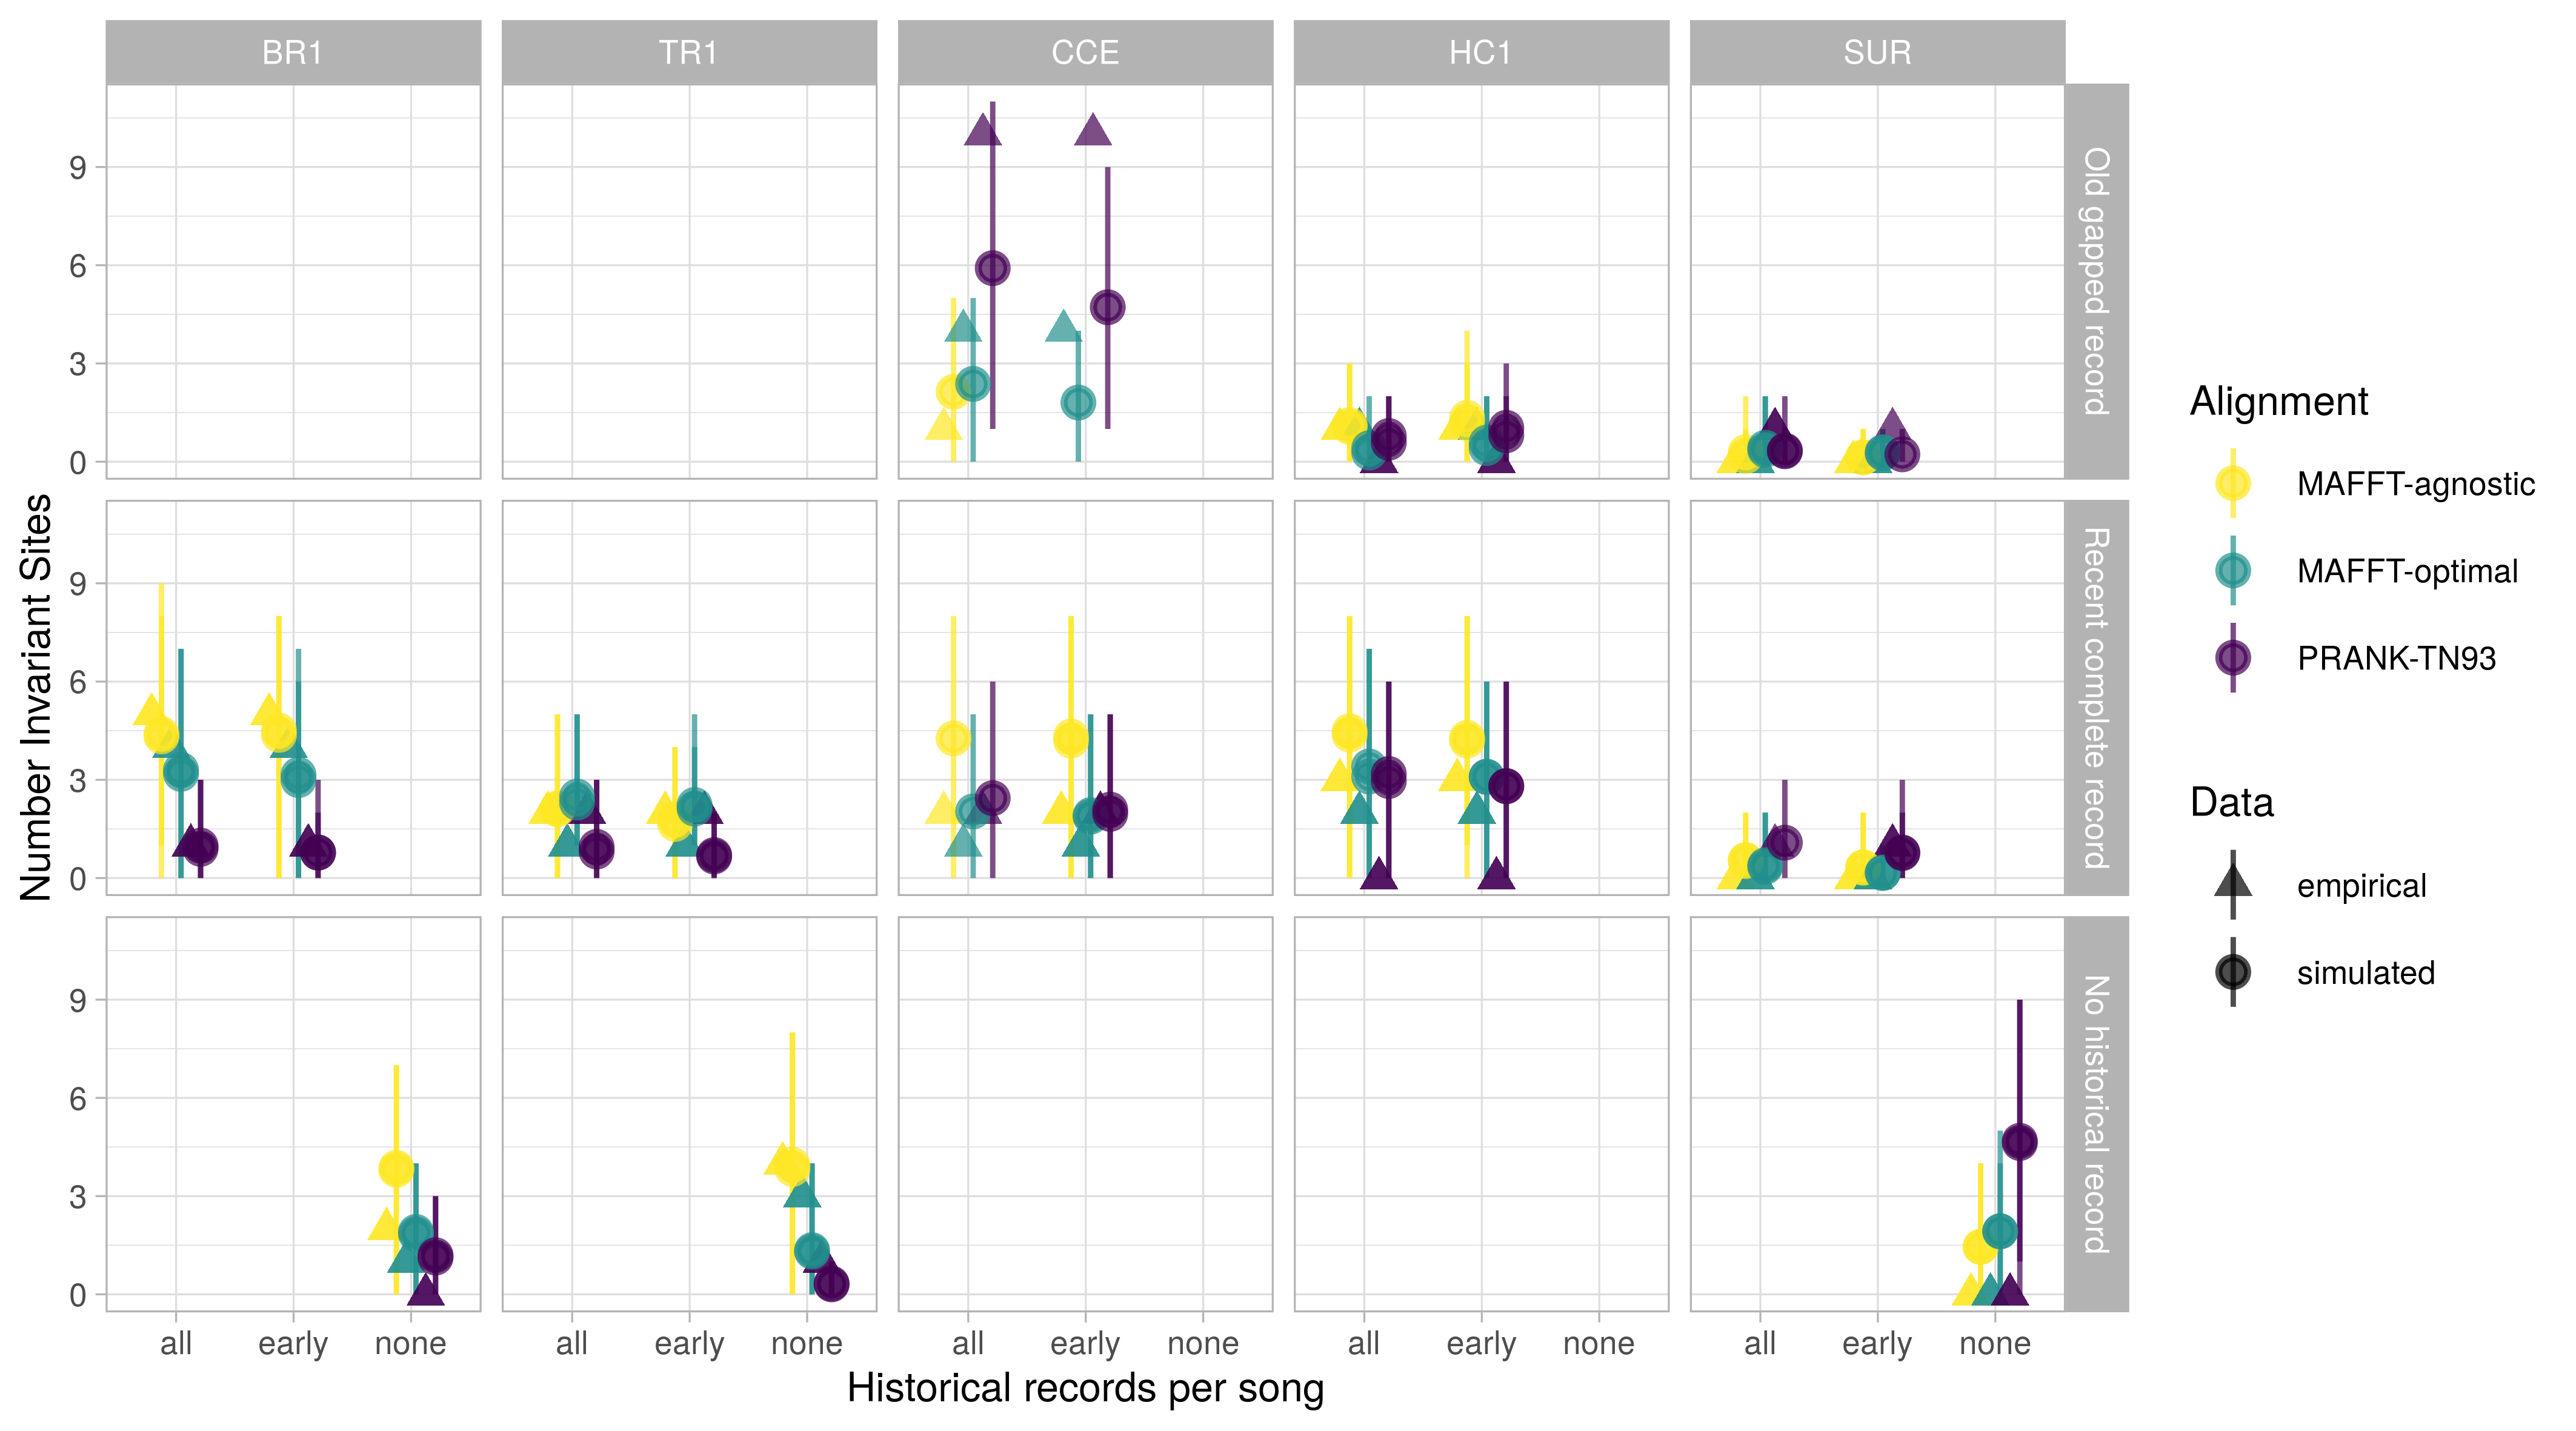 BR1 TR1 CCE HC1 SUR
Old gapped record
9
6
3
0
Recent complete record
9
6
3
0
No historical record
9
6
3
0
all early none all early none all early none all early none all early none
Number Invariant Sites
Historical records per song
Alignment
MAFFT-agnostic
MAFFT-optimal
PRANK-TN93
Data
empirical
simulated